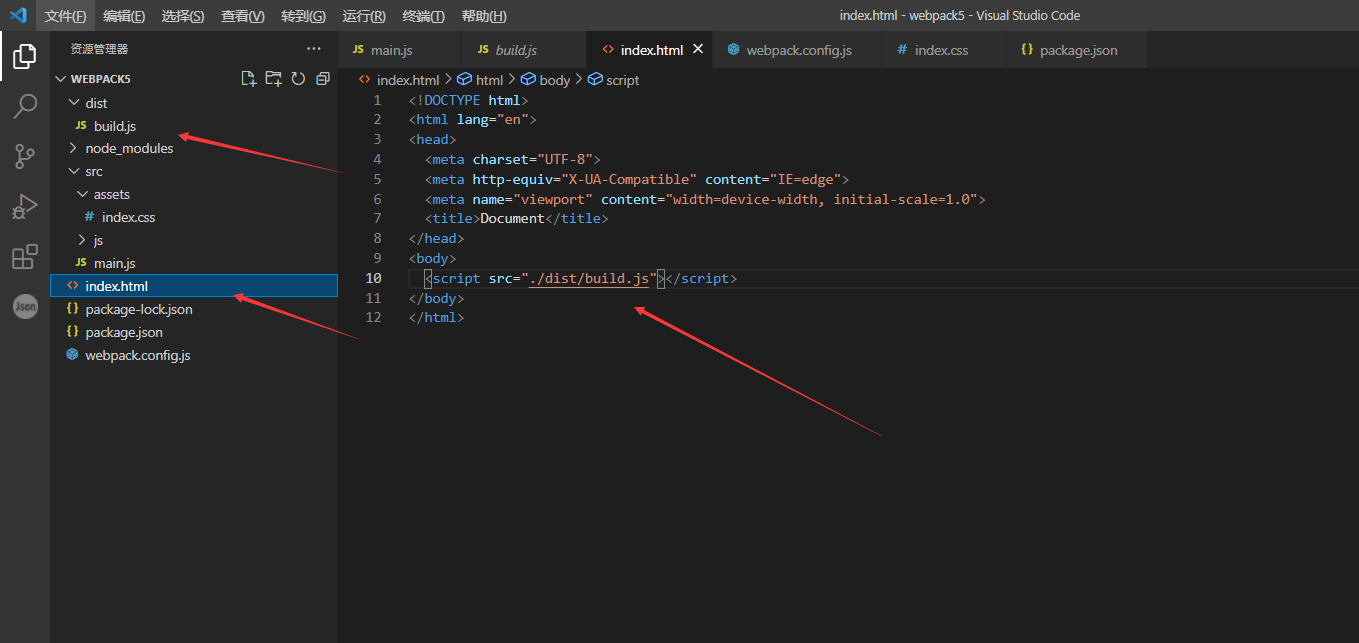 文件(F) 编辑(E) 选择(S) 查看(V) 转到(G) 运行(R) 终端(T) 帮助(H) index.html - webpack5 - Visual Studio Code
资源管理器 ···
WEBPACK5
dist
JS build.js
node_modules
src
assets
# index.css
js
JS main.js
<> index.html
{} package-lock.json
{} package.json
webpack.config.js
Json
JS main.js JS build.js <> index.html × webpack.config.js # index.css {} package.json
<> index.html > html > body > script
1 <!DOCTYPE html>
2 <html lang="en">
3 <head>
4 <meta charset="UTF-8">
5 <meta http-equiv="X-UA-Compatible" content="IE=edge">
6 <meta name="viewport" content="width=device-width, initial-scale=1.0">
7 <title>Document</title>
8 </head>
9 <body>
10 <script src="./dist/build.js"></script>
11 </body>
12 </html>